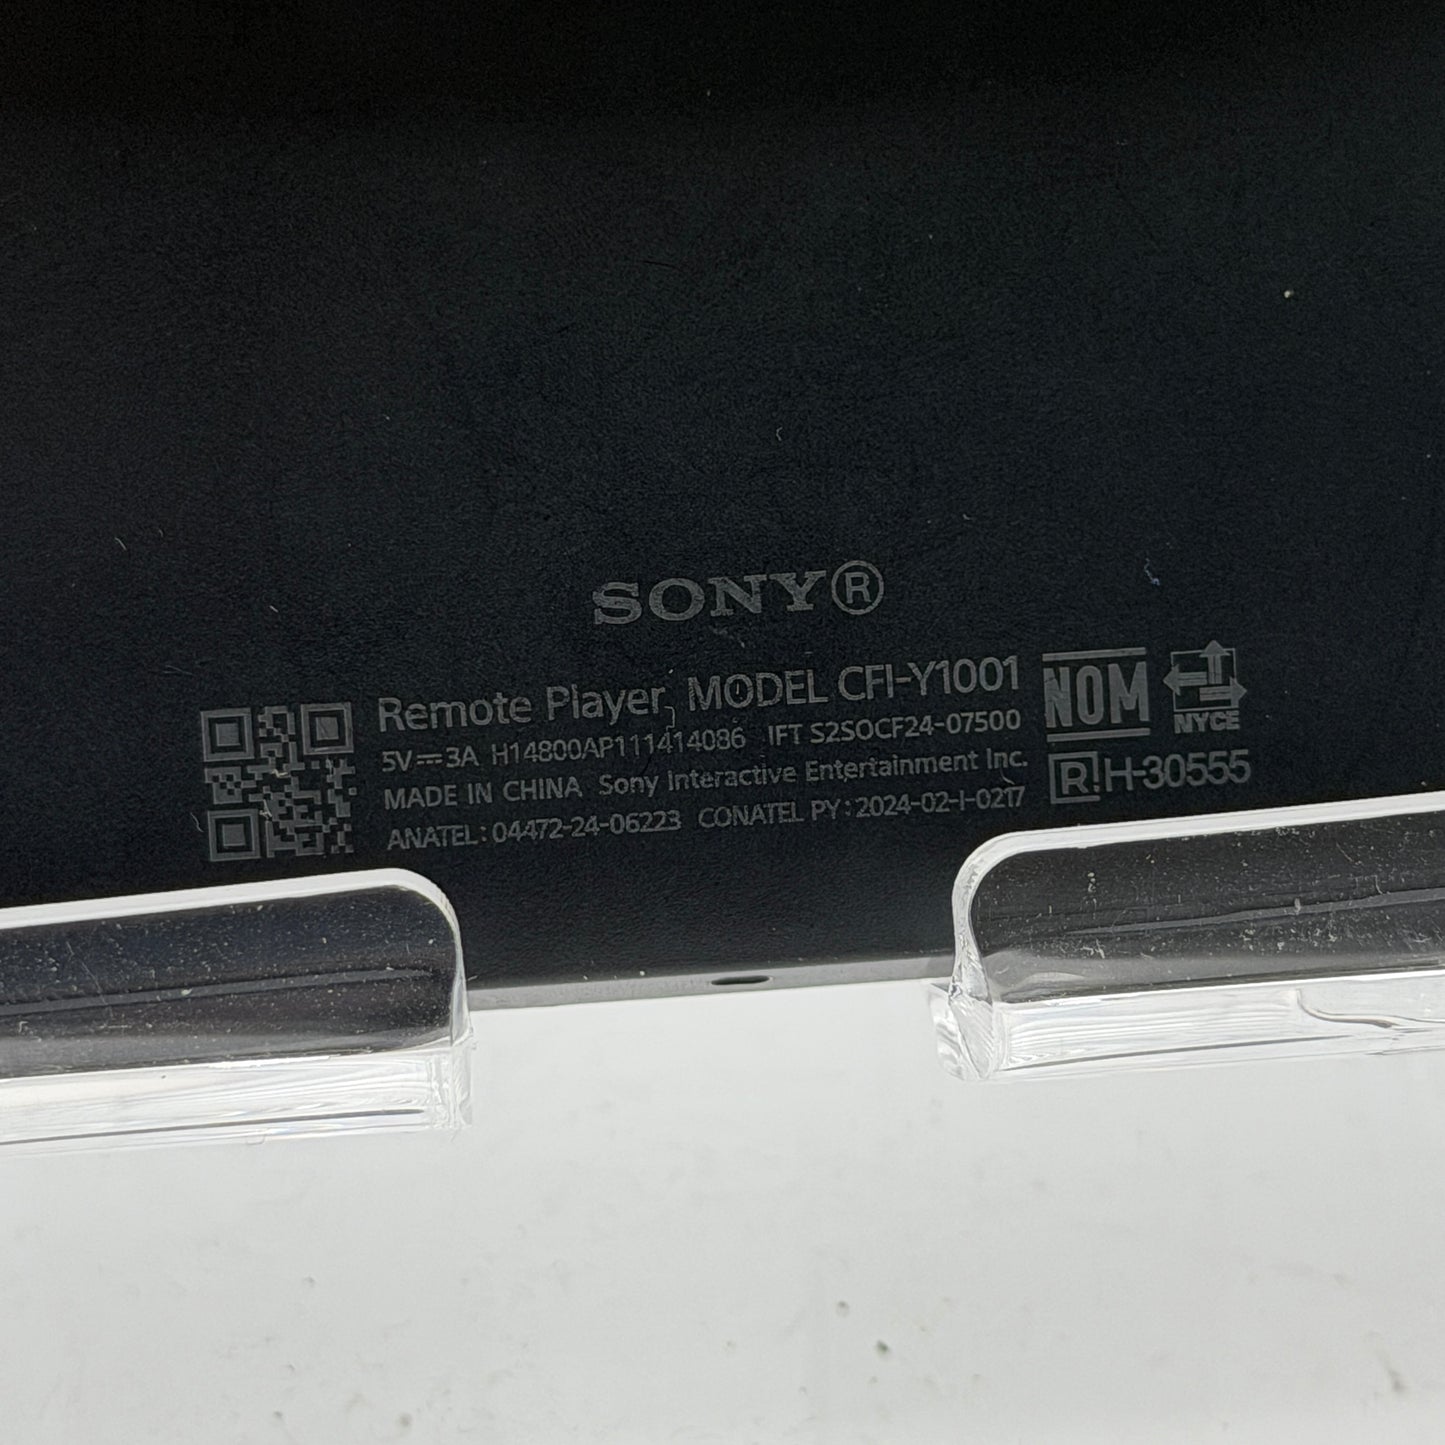 SONY®
Remote Player, MODEL CFI-Y1001
5V⎓3A H14800AP111414086 IFT S2SOCF24-07500
MADE IN CHINA Sony Interactive Entertainment Inc.
ANATEL: 04472-24-06223 CONATEL PY: 2024-02-I-0217
NOM
NYCE
R!H-30555